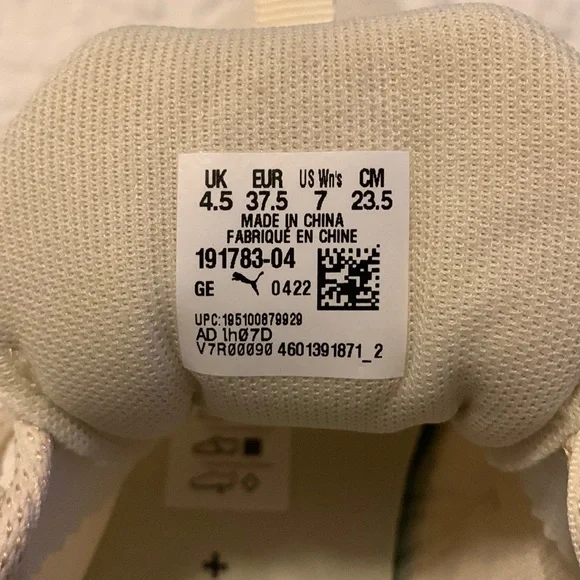 UK EUR US Wn's CM
4.5 37.5 7 23.5
MADE IN CHINA
FABRIQUÉ EN CHINE
191783-04
GE 0422
UPC:195100879929
AD 1h07D
V7R00090 4601391871_2